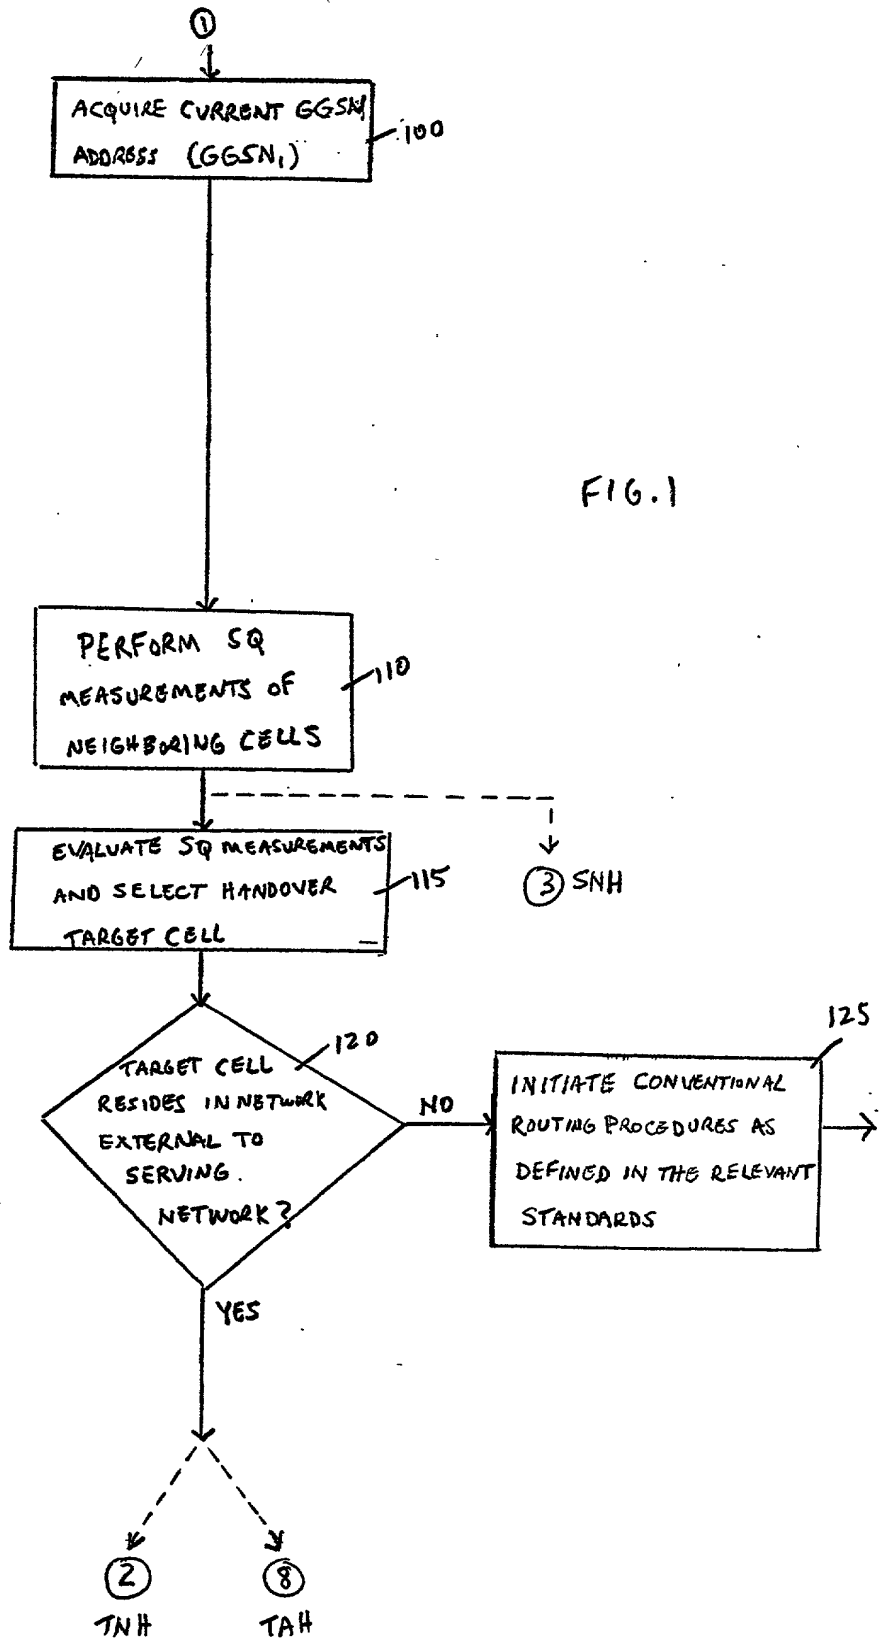 1
ACQUIRE CURRENT GGSN
ADDRESS (GGSN1)
100
FIG.1
PERFORM SQ
MEASUREMENTS OF
NEIGHBORING CELLS
110
EVALUATE SQ MEASUREMENTS
AND SELECT HANDOVER
TARGET CELL
115
3 SNH
120
TARGET CELL
RESIDES IN NETWORK
EXTERNAL TO
SERVING
NETWORK?
NO
125
INITIATE CONVENTIONAL
ROUTING PROCEDURES AS
DEFINED IN THE RELEVANT
STANDARDS
YES
2
TNH
8
TAH